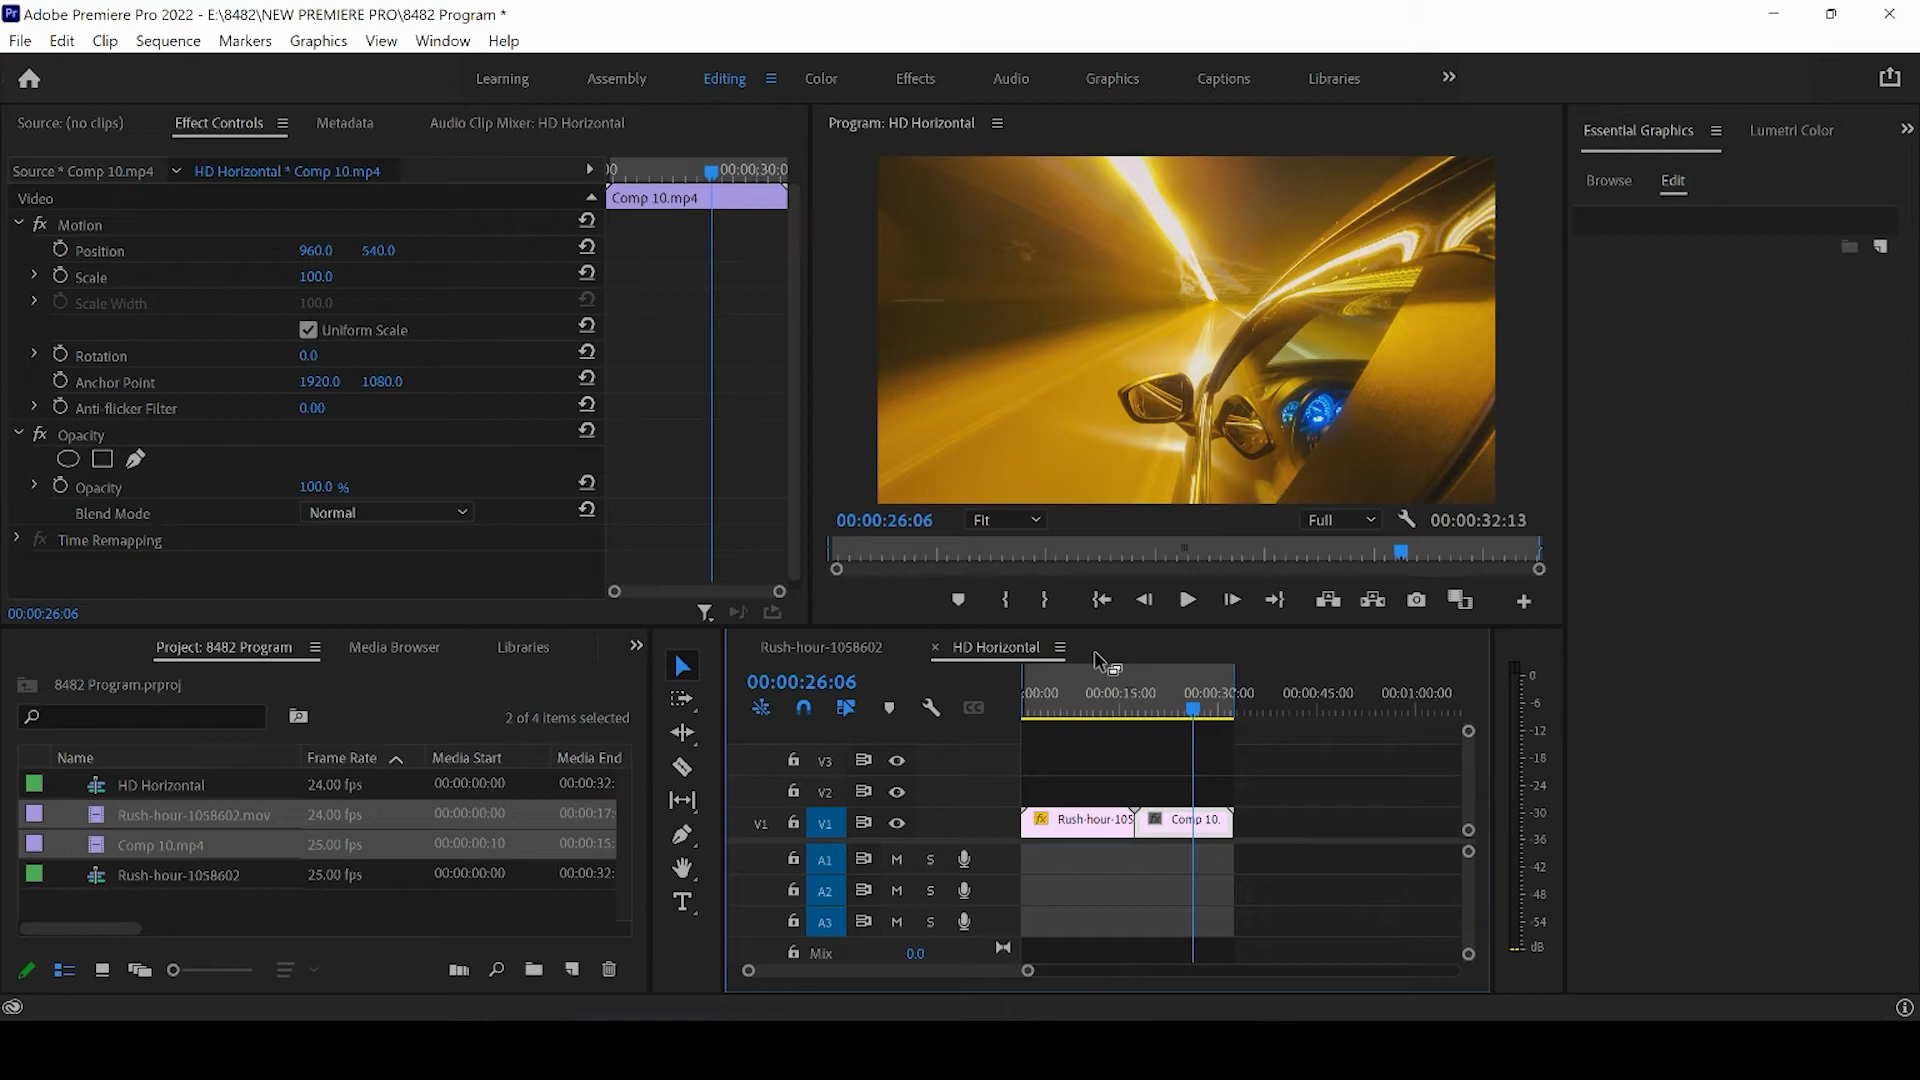 Adobe Premiere Pro 2022 - E:\8482\NEW PREMIERE PRO\8482 Program *
File Edit Clip Sequence Markers Graphics View Window Help
Learning Assembly Editing Color Effects Audio Graphics Captions Libraries
Source: (no clips) Effect Controls Metadata Audio Clip Mixer: HD Horizontal
Source * Comp 10.mp4 HD Horizontal * Comp 10.mp4
00:00:30:0
Video
Comp 10.mp4
fx Motion
Position 960.0 540.0
Scale 100.0
Scale Width 100.0
Uniform Scale
Rotation 0.0
Anchor Point 1920.0 1080.0
Anti-flicker Filter 0.00
fx Opacity
Opacity 100.0 %
Blend Mode Normal
fx Time Remapping
00:00:26:06
Program: HD Horizontal
00:00:26:06 Fit Full 00:00:32:13
Essential Graphics Lumetri Color
Browse Edit
Project: 8482 Program Media Browser Libraries
8482 Program.prproj
2 of 4 items selected
Name Frame Rate Media Start Media End
HD Horizontal 24.00 fps 00:00:00:00 00:00:32:
Rush-hour-1058602.mov 24.00 fps 00:00:00:00 00:00:17:
Comp 10.mp4 25.00 fps 00:00:00:10 00:00:15:
Rush-hour-1058602 25.00 fps 00:00:00:00 00:00:32:
Rush-hour-1058602 × HD Horizontal
00:00:26:06
:00:00 00:00:15:00 00:00:30:00 00:00:45:00 00:01:00:00
CC
V3
V2
V1 V1 fx Rush-hour-105 fx Comp 10.
A1 M S
A2 M S
A3 M S
Mix 0.0
0
-6
-12
-18
-24
-30
-36
-42
-48
-54
dB